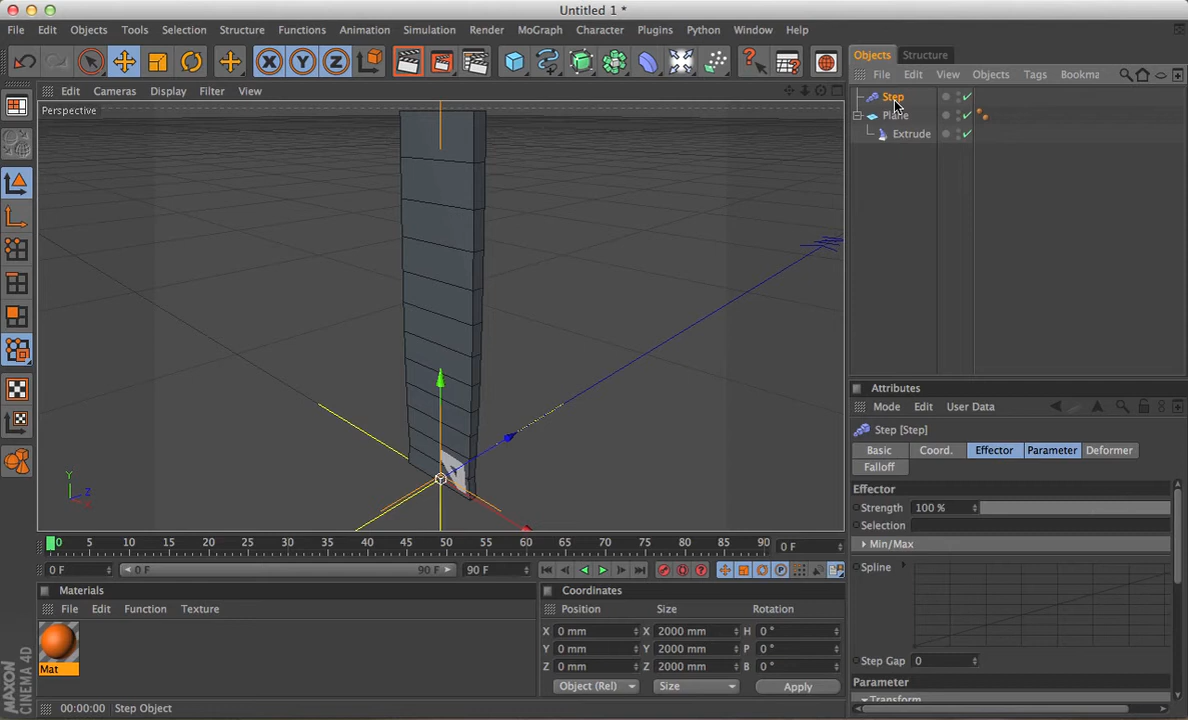 Untitled 1 *
File Edit Objects Tools Selection Structure Functions Animation Simulation Render MoGraph Character Plugins Python Window Help
X Y Z
Objects Structure
File Edit View Objects Tags Bookma
Edit Cameras Display Filter View
Perspective
Step
Plane
Extrude
Y
Z
Attributes
Mode Edit User Data
Step [Step]
Basic Coord. Effector Parameter Deformer
Falloff
Effector
Strength 100 %
Selection
Min/Max
Spline
Step Gap 0
Parameter
Transform
0 5 10 15 20 25 30 35 40 45 50 55 60 65 70 75 80 85 90 0 F
0 F 0 F 90 F 90 F
Materials
File Edit Function Texture
Mat
Coordinates
Position Size Rotation
X 0 mm X 2000 mm H 0 °
Y 0 mm Y 2000 mm P 0 °
Z 0 mm Z 2000 mm B 0 °
Object (Rel) Size Apply
MAXON
CINEMA 4D
00:00:00 Step Object